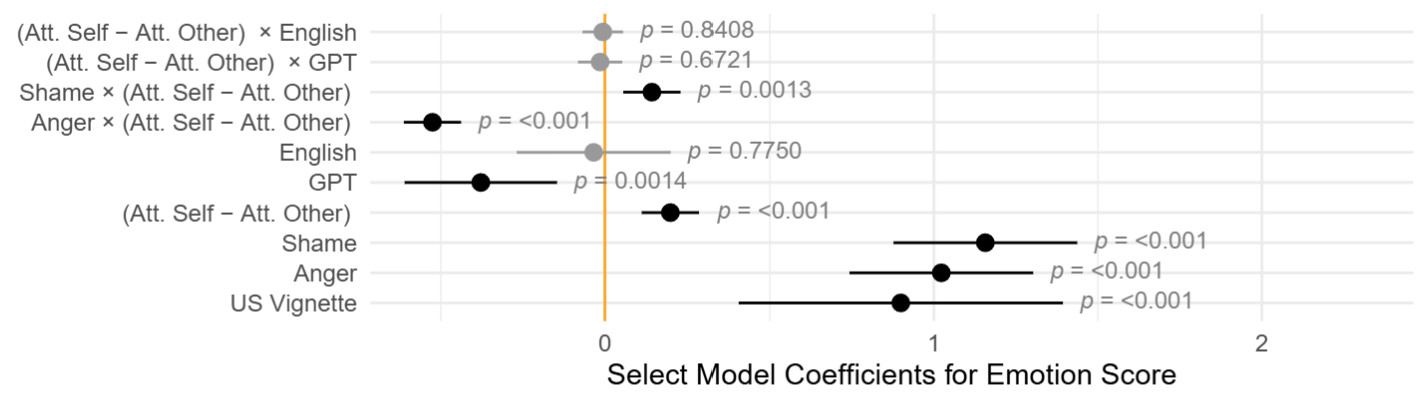 (Att. Self − Att. Other) × English p = 0.8408
(Att. Self − Att. Other) × GPT p = 0.6721
Shame × (Att. Self − Att. Other) p = 0.0013
Anger × (Att. Self − Att. Other) p = <0.001
English p = 0.7750
GPT p = 0.0014
(Att. Self − Att. Other) p = <0.001
Shame p = <0.001
Anger p = <0.001
US Vignette p = <0.001
0 1 2
Select Model Coefficients for Emotion Score